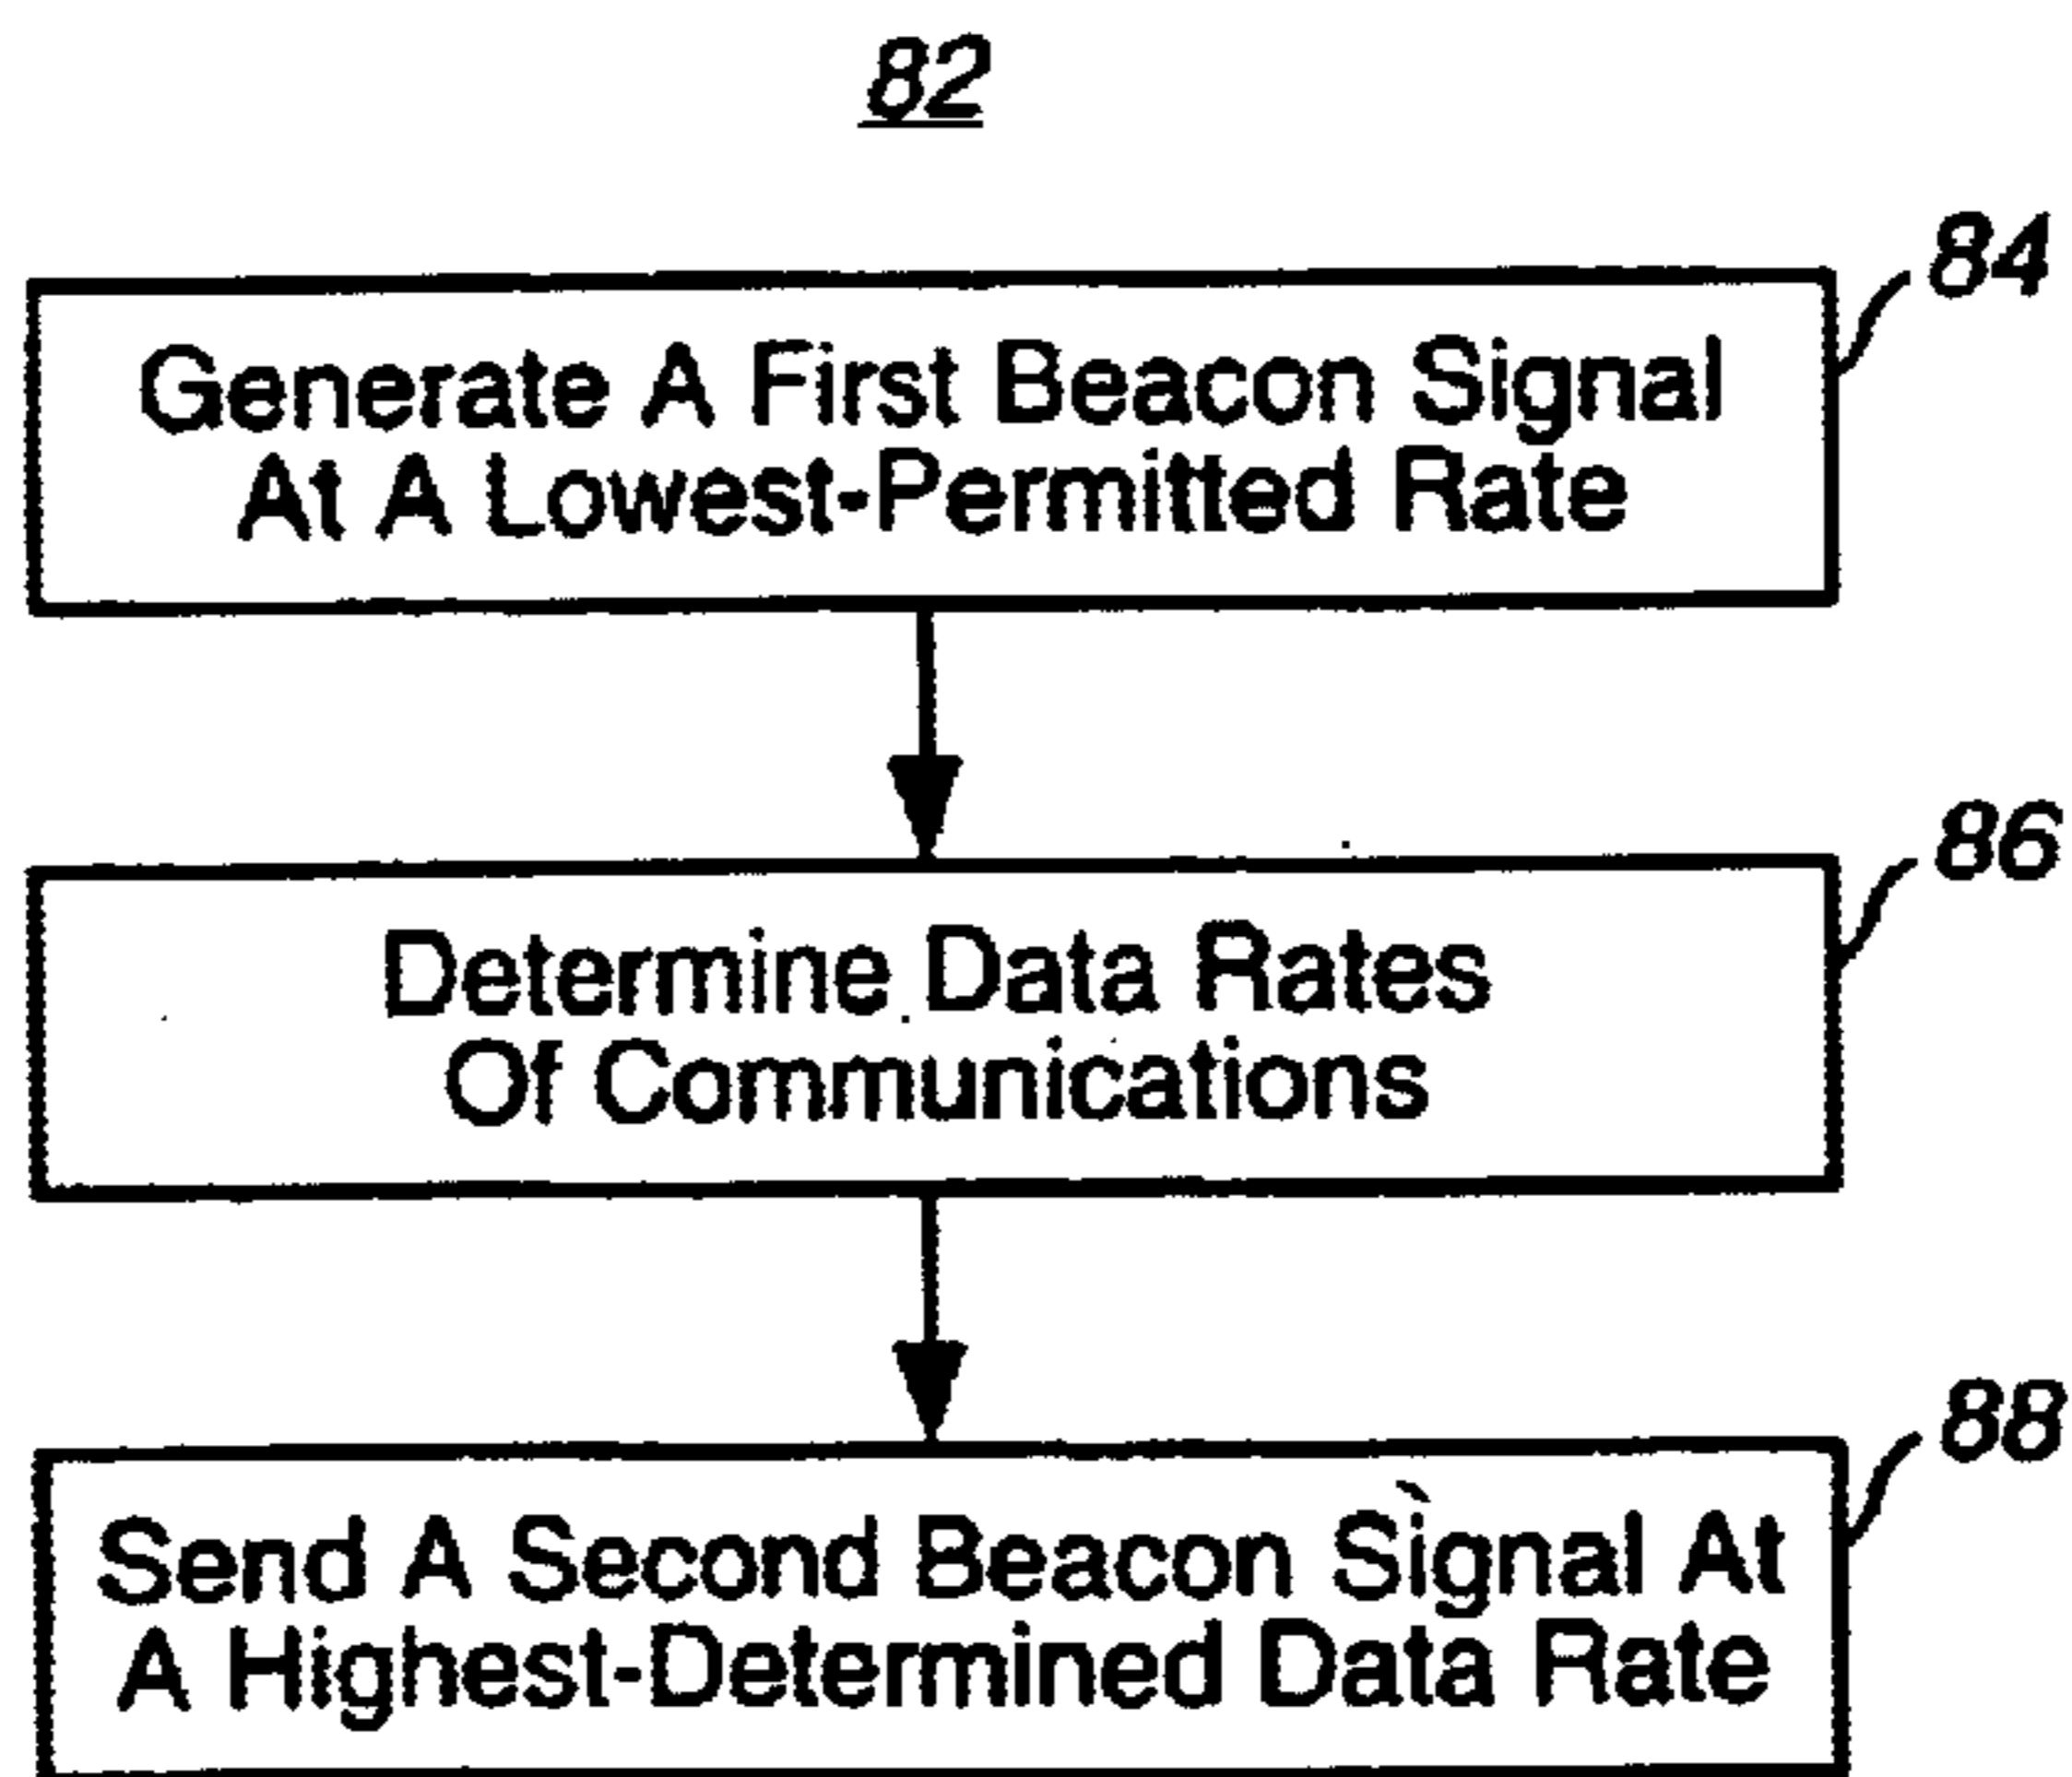 82
84
Generate A First Beacon Signal
At A Lowest-Permitted Rate
86
Determine Data Rates
Of Communications
88
Send A Second Beacon Signal At
A Highest-Determined Data Rate